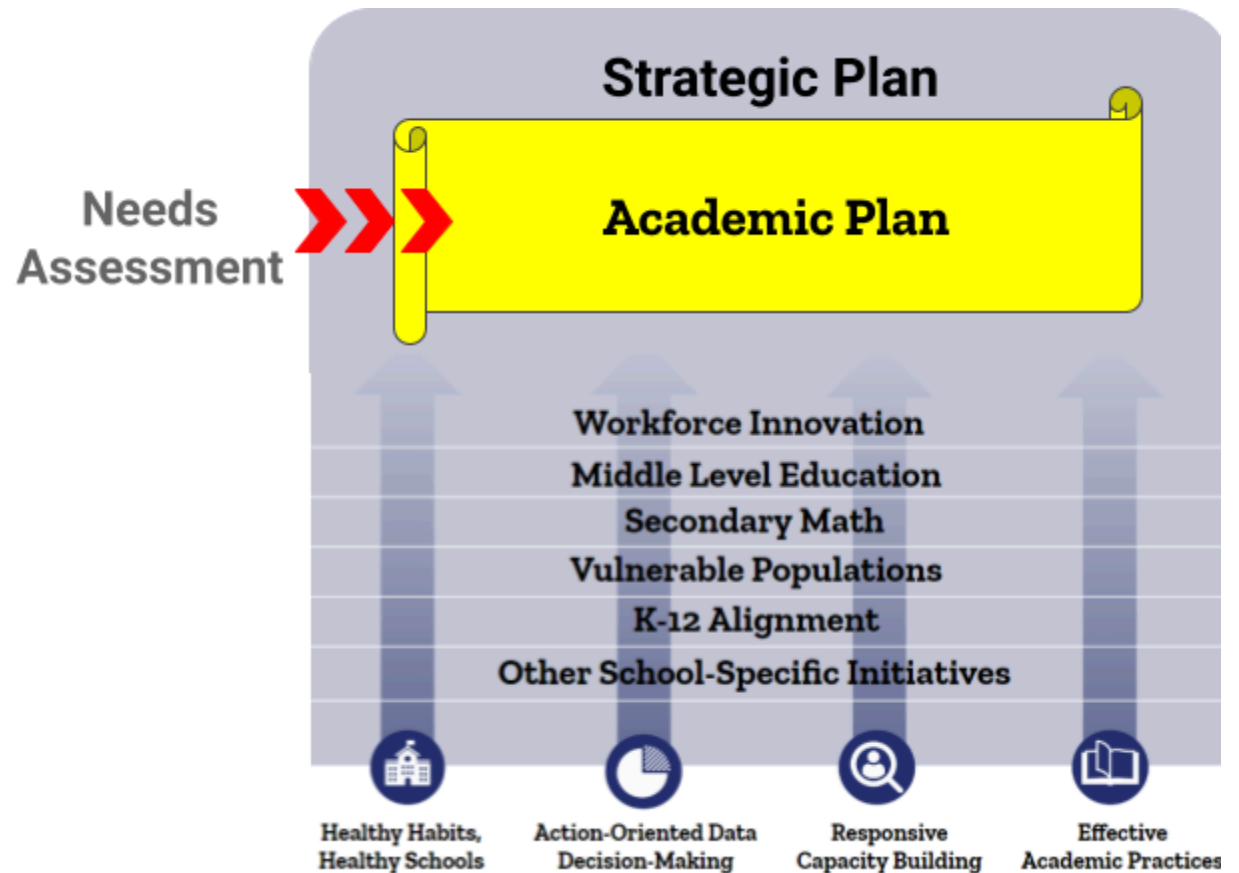 Strategic Plan
Needs
Assessment
Academic Plan
Workforce Innovation
Middle Level Education
Secondary Math
Vulnerable Populations
K-12 Alignment
Other School-Specific Initiatives
Healthy Habits,
Healthy Schools
Action-Oriented Data
Decision-Making
Responsive
Capacity Building
Effective
Academic Practices